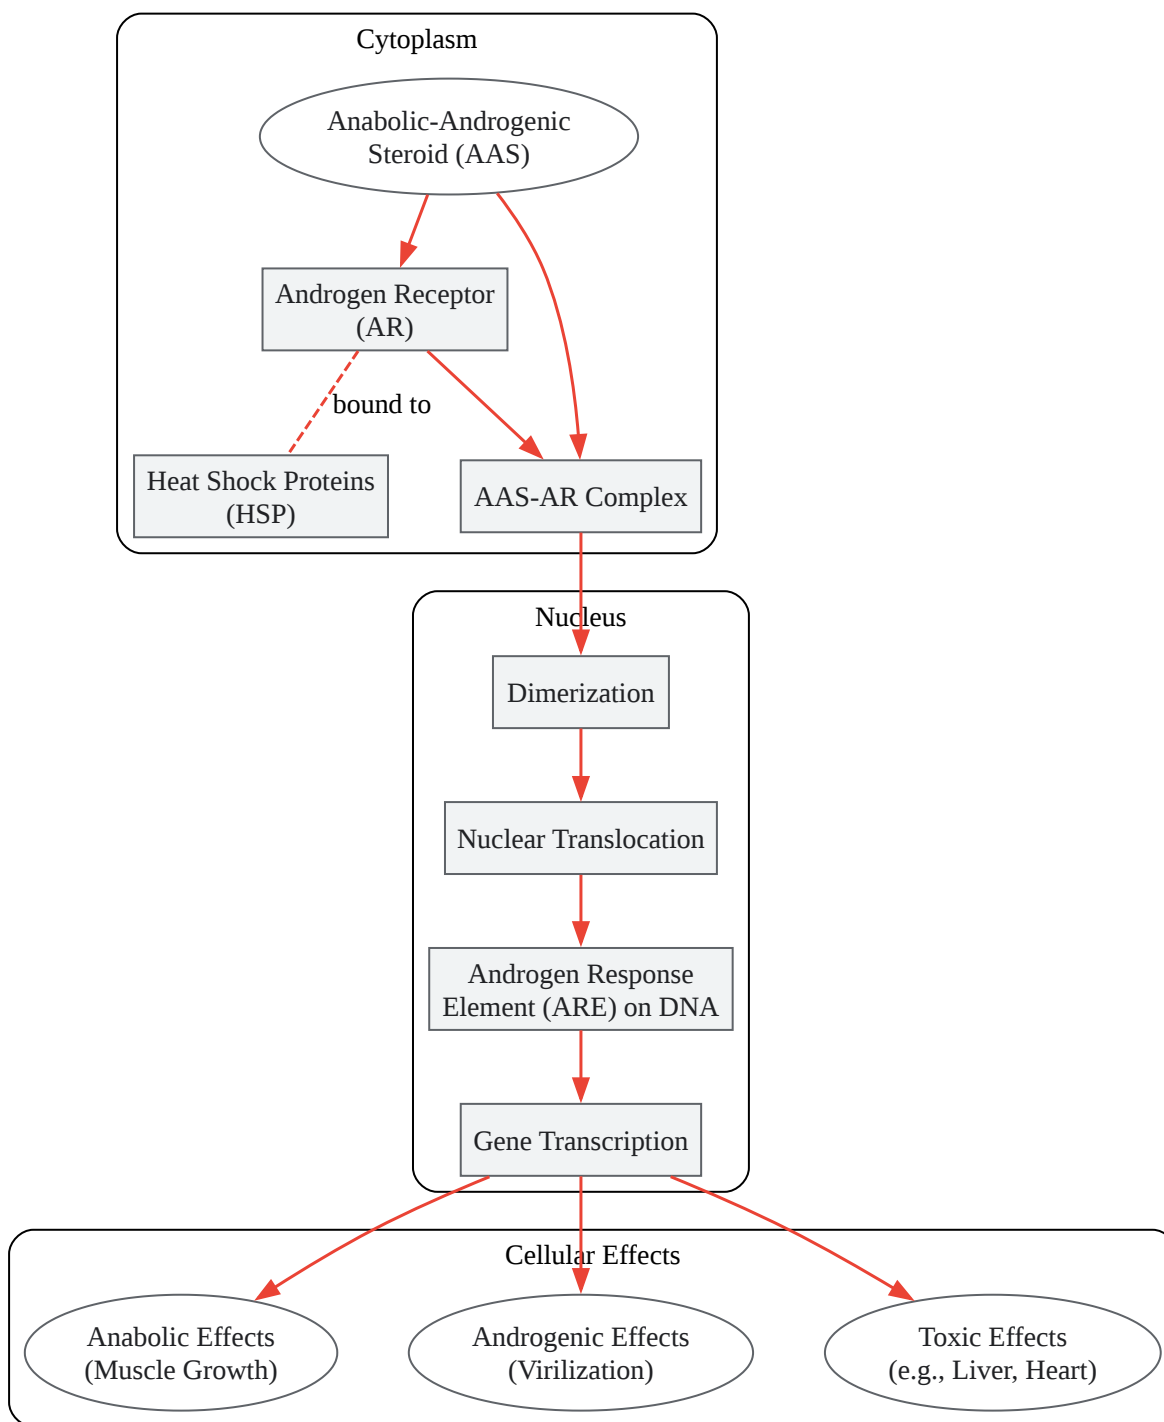 Cytoplasm
Anabolic-Androgenic
Steroid (AAS)
Androgen Receptor
(AR)
bound to
Heat Shock Proteins
(HSP)
AAS-AR Complex
Nucleus
Dimerization
Nuclear Translocation
Androgen Response
Element (ARE) on DNA
Gene Transcription
Cellular Effects
Anabolic Effects
(Muscle Growth)
Androgenic Effects
(Virilization)
Toxic Effects
(e.g., Liver, Heart)